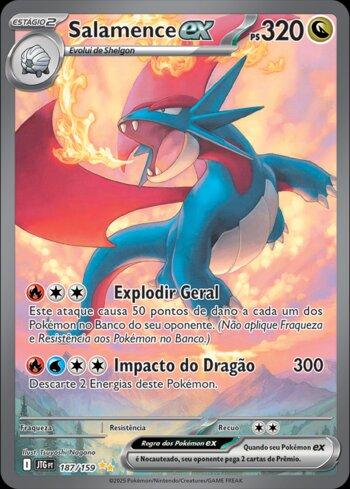 ESTÁGIO 2
Salamence ex PS 320
Evolui de Shelgon
Explodir Geral
Este ataque causa 50 pontos de dano a cada um dos
Pokémon no Banco do seu oponente. (Não aplique Fraqueza
e Resistência aos Pokémon no Banco.)
Impacto do Dragão 300
Descarte 2 Energias deste Pokémon.
Fraqueza Resistência Recuo
Ilust. Tsuyoshi Nagano
I JTG PT 187/159
Regra dos Pokémon ex
Quando seu Pokémon ex
é Nocauteado, seu oponente pega 2 cartas de Prêmio.
©2025 Pokémon/Nintendo/Creatures/GAME FREAK